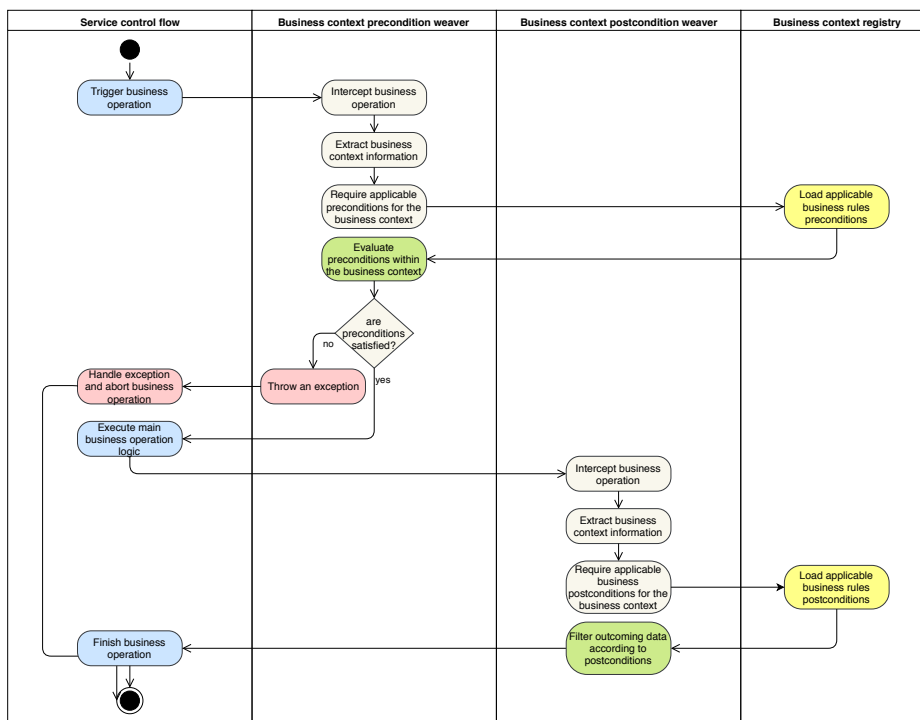 Service control flow
Business context precondition weaver
Business context postcondition weaver
Business context registry
Trigger business
operation
Intercept business
operation
Extract business
context information
Require applicable
preconditions for the
business context
Load applicable
business rules
preconditions
Evaluate
preconditions within
the business context
are
preconditions
satisfied?
no
yes
Handle exception
and abort business
operation
Throw an exception
Execute main
business operation
logic
Intercept business
operation
Extract business
context information
Require applicable
business
postconditions for the
business context
Load applicable
business rules
postconditions
Finish business
operation
Filter outcoming data
according to
postconditions